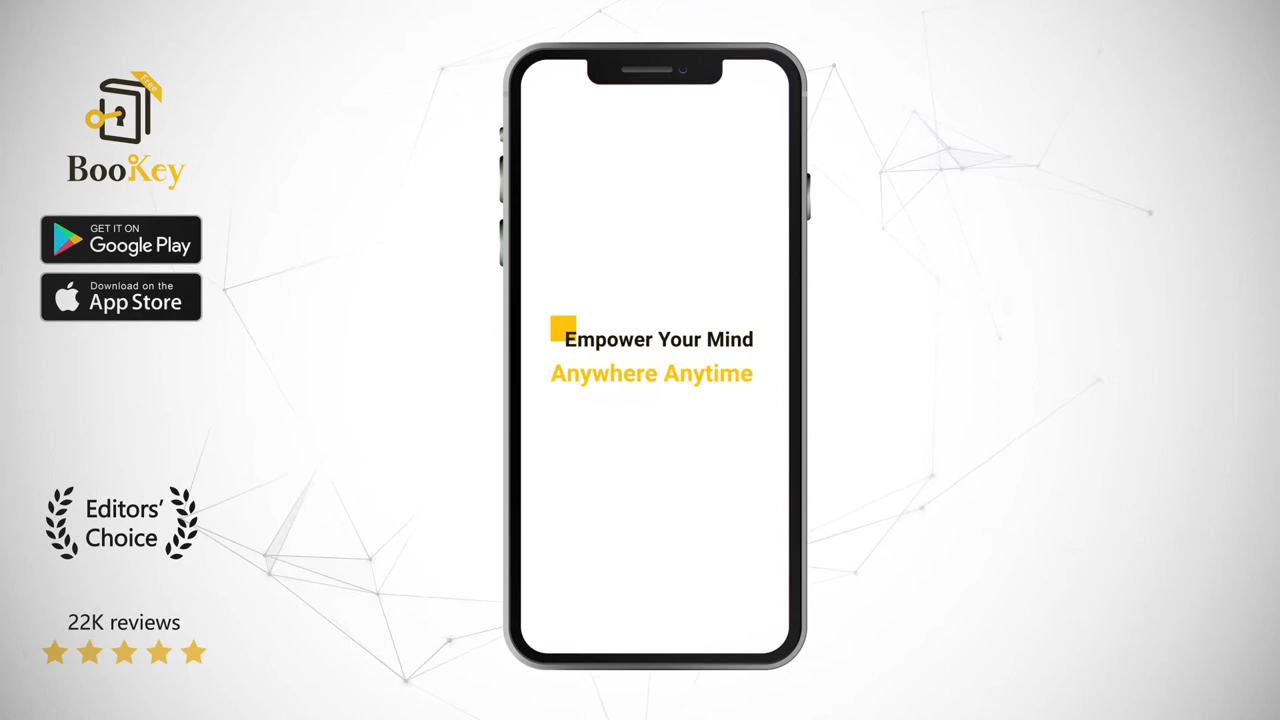 Free
BooKey
GET IT ON
Google Play
Download on the
App Store
Editors’
Choice
22K reviews
Empower Your Mind
Anywhere Anytime